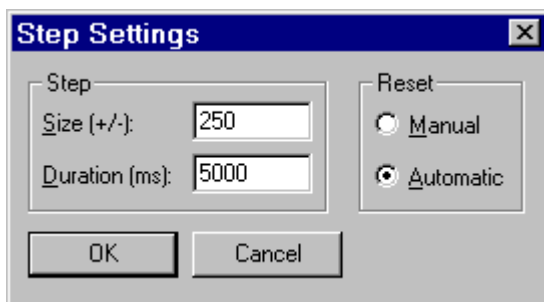 Step Settings
Step
Size (+/-): 250
Duration (ms): 5000
Reset
Manual
Automatic
OK
Cancel